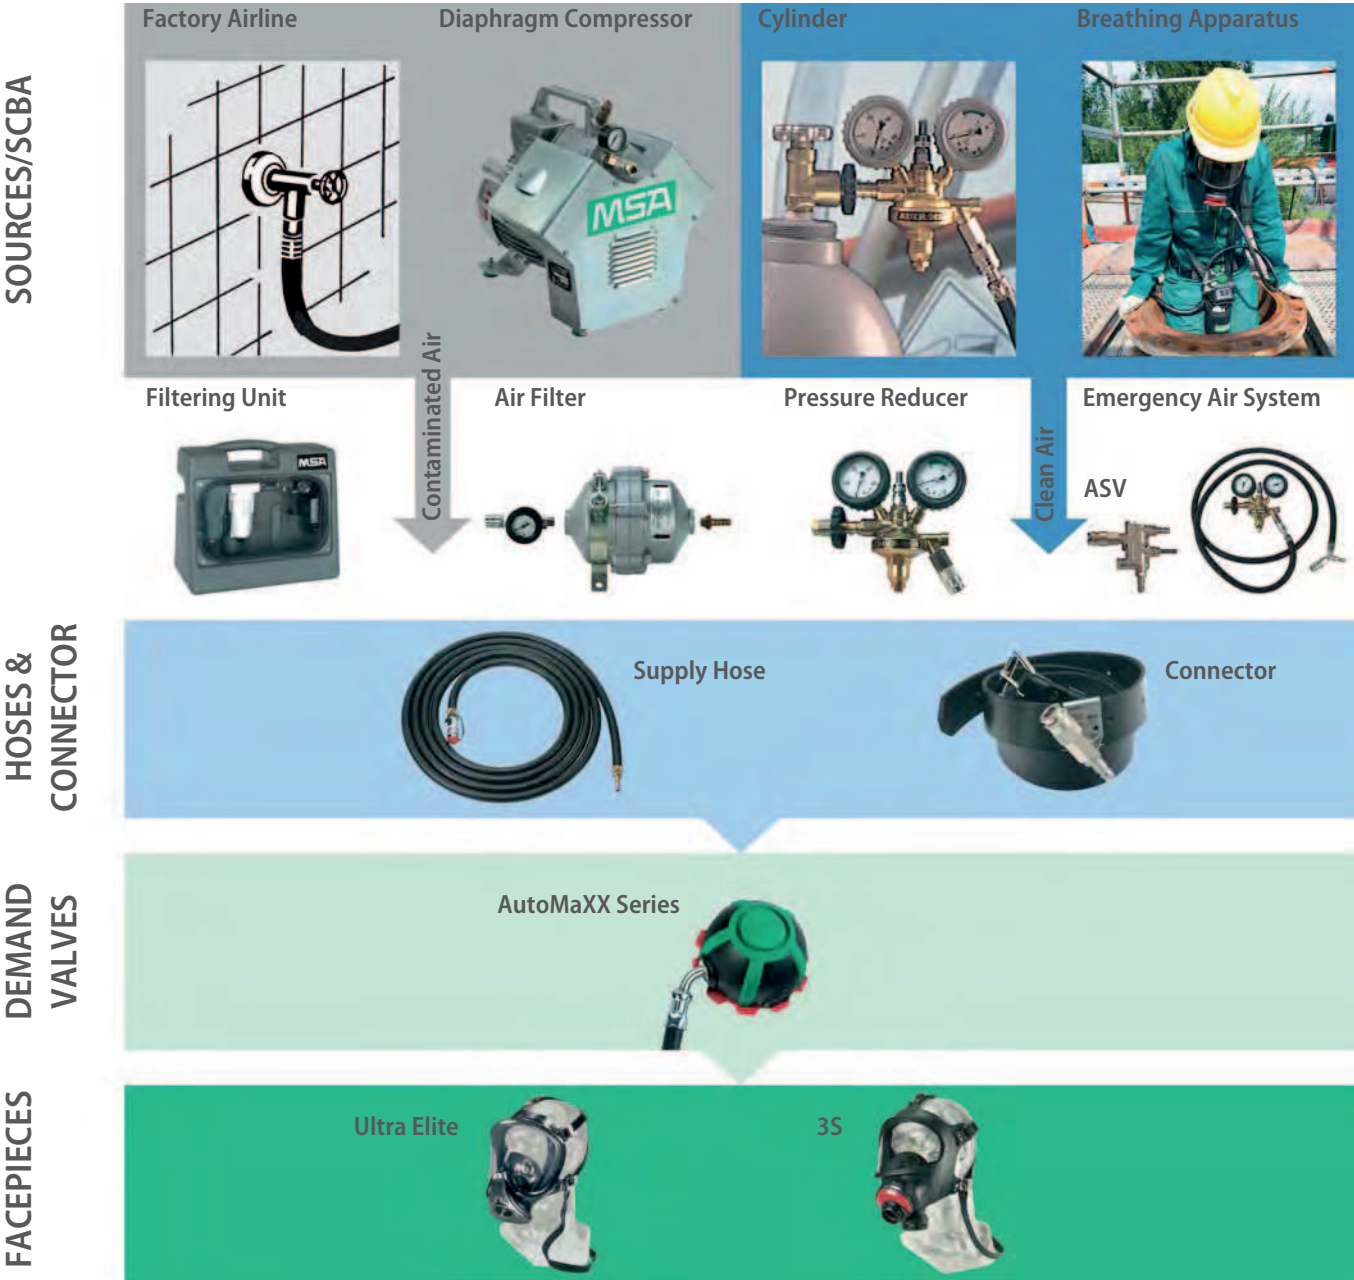 SOURCES/SCBA
Factory Airline
Diaphragm Compressor
Cylinder
Breathing Apparatus
MSA
AUER
Contaminated Air
Clean Air
Filtering Unit
Air Filter
Pressure Reducer
Emergency Air System
MSA
ASV
HOSES &
CONNECTOR
Supply Hose
Connector
DEMAND
VALVES
AutoMaXX Series
FACEPIECES
Ultra Elite
3S